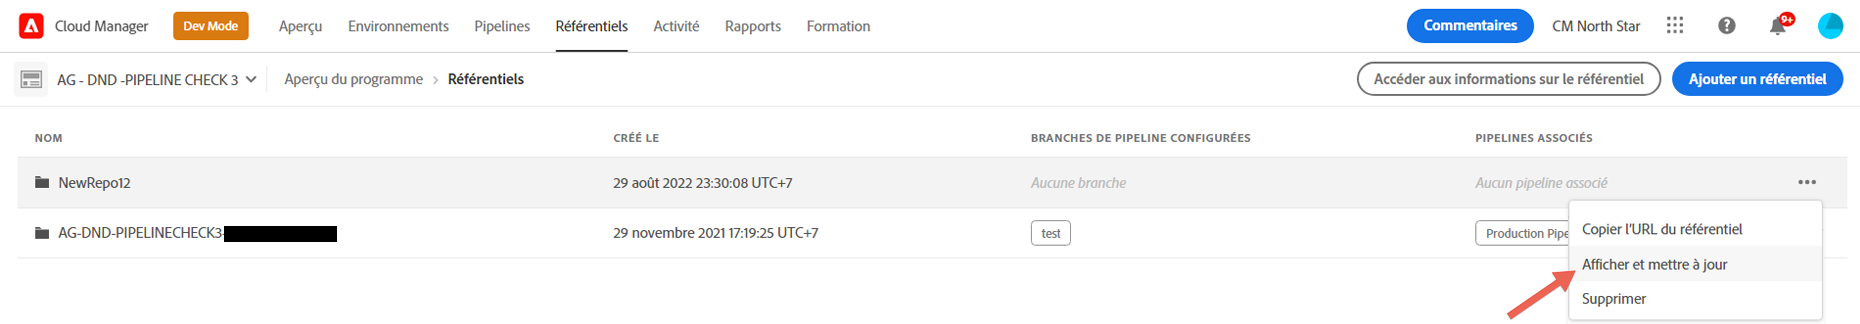 Cloud Manager Dev Mode Aperçu Environnements Pipelines Référentiels Activité Rapports Formation Commentaires CM North Star 9+
AG - DND -PIPELINE CHECK 3 Aperçu du programme > Référentiels Accéder aux informations sur le référentiel Ajouter un référentiel
NOM CRÉÉ LE BRANCHES DE PIPELINE CONFIGURÉES PIPELINES ASSOCIÉS
NewRepo12 29 août 2022 23:30:08 UTC+7 Aucune branche Aucun pipeline associé
AG-DND-PIPELINECHECK3- 29 novembre 2021 17:19:25 UTC+7 test Production Pipe
Copier l'URL du référentiel
Afficher et mettre à jour
Supprimer